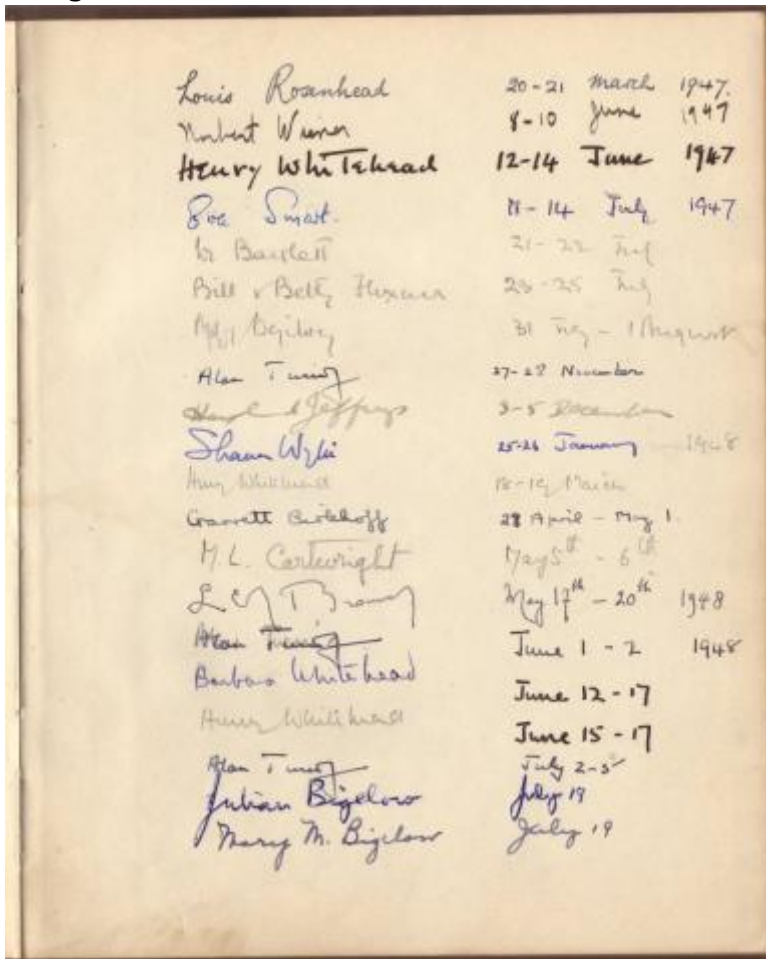 Louis Rosenhead 20-21 March 1947.
Norbert Wiener 8-10 June 1947
Henry Whitehead 12-14 June 1947
Eva Smart. 11-14 July 1947
Bartlett 21-22 July
Bill & Betty 23-25 July
31 July - 1 August
Alan Turing 27-28 November
Jeffreys 3-5 December
Shaun Wylie 25-26 January 1948
Henry Whitehead 18-19 March
Garrett Birkhoff 28 April - May 1.
M.L. Cartwright May 5th - 6th
May 17th - 20th 1948
Alan Turing June 1 - 2 1948
Barbara Whitehead June 12-17
Henry Whitehead June 15-17
Alan Turing July 2-5
Julian Bigelow July 19
Mary M. Bigelow July 19